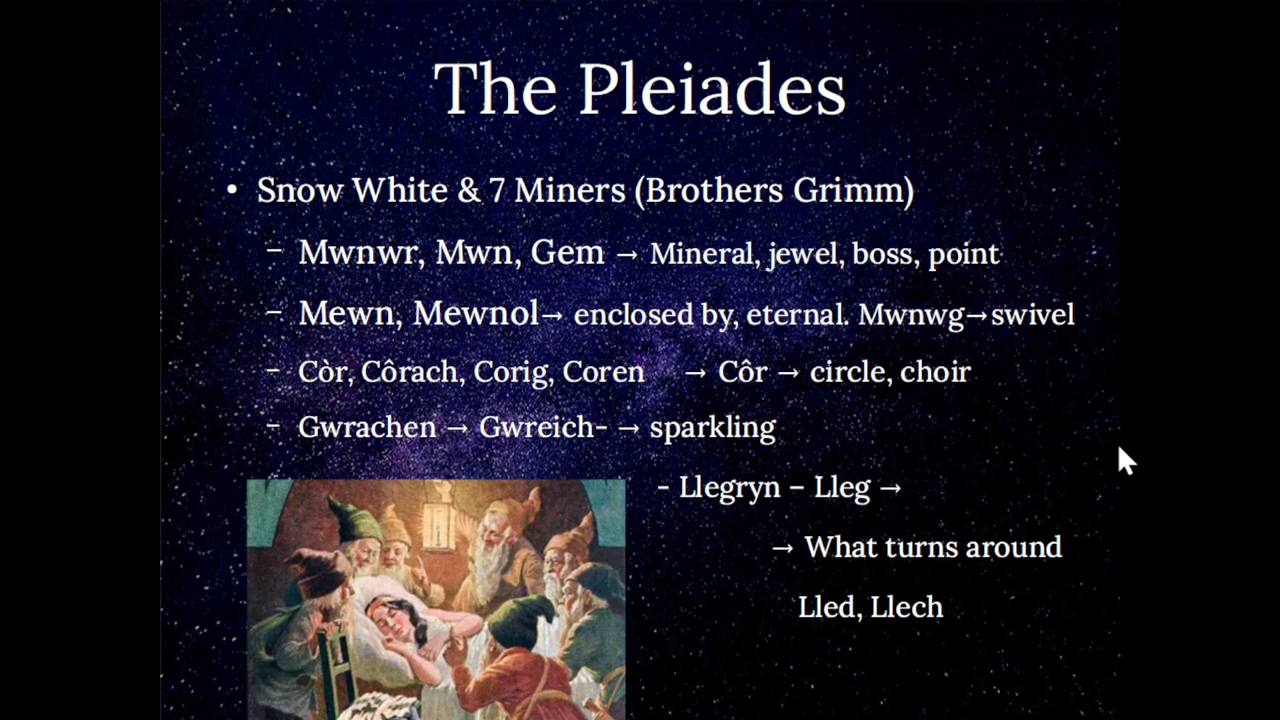 The Pleiades
• Snow White & 7 Miners (Brothers Grimm)
– Mwnwr, Mwn, Gem → Mineral, jewel, boss, point
– Mewn, Mewnol→ enclosed by, eternal. Mwnwg→swivel
– Còr, Côrach, Corig, Coren → Côr → circle, choir
– Gwrachen → Gwreich- → sparkling
- Llegryn – Lleg →
→ What turns around
Lled, Llech